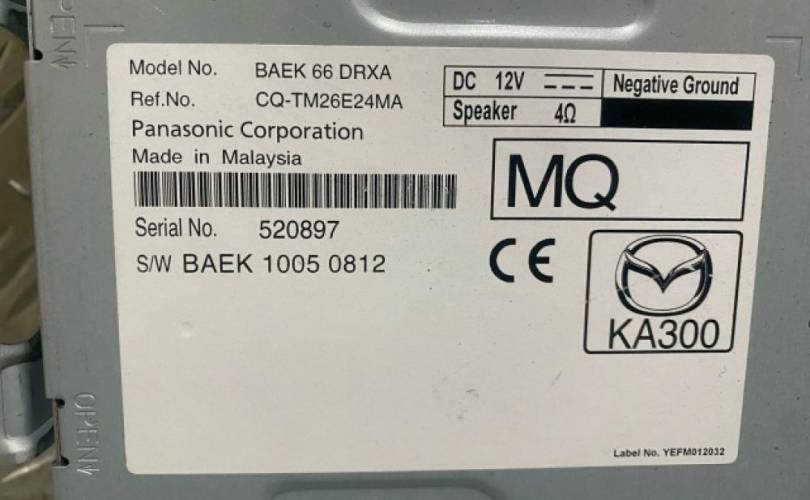 OPEN
Model No. BAEK 66 DRXA
Ref.No. CQ-TM26E24MA
Panasonic Corporation
Made in Malaysia
Serial No. 520897
S/W BAEK 1005 0812
DC 12V Negative Ground
Speaker 4Ω
MQ
CE
KA300
Label No. YEFM012032
OPEN